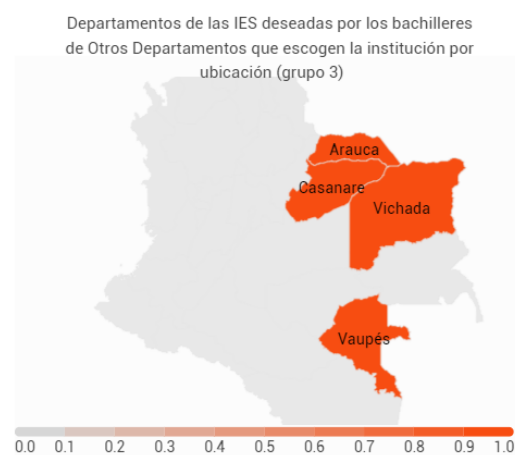 Departamentos de las IES deseadas por los bachilleres
de Otros Departamentos que escogen la institución por
ubicación (grupo 3)
Arauca
Casanare
Vichada
Vaupés
0.0 0.1 0.2 0.3 0.4 0.5 0.6 0.7 0.8 0.9 1.0